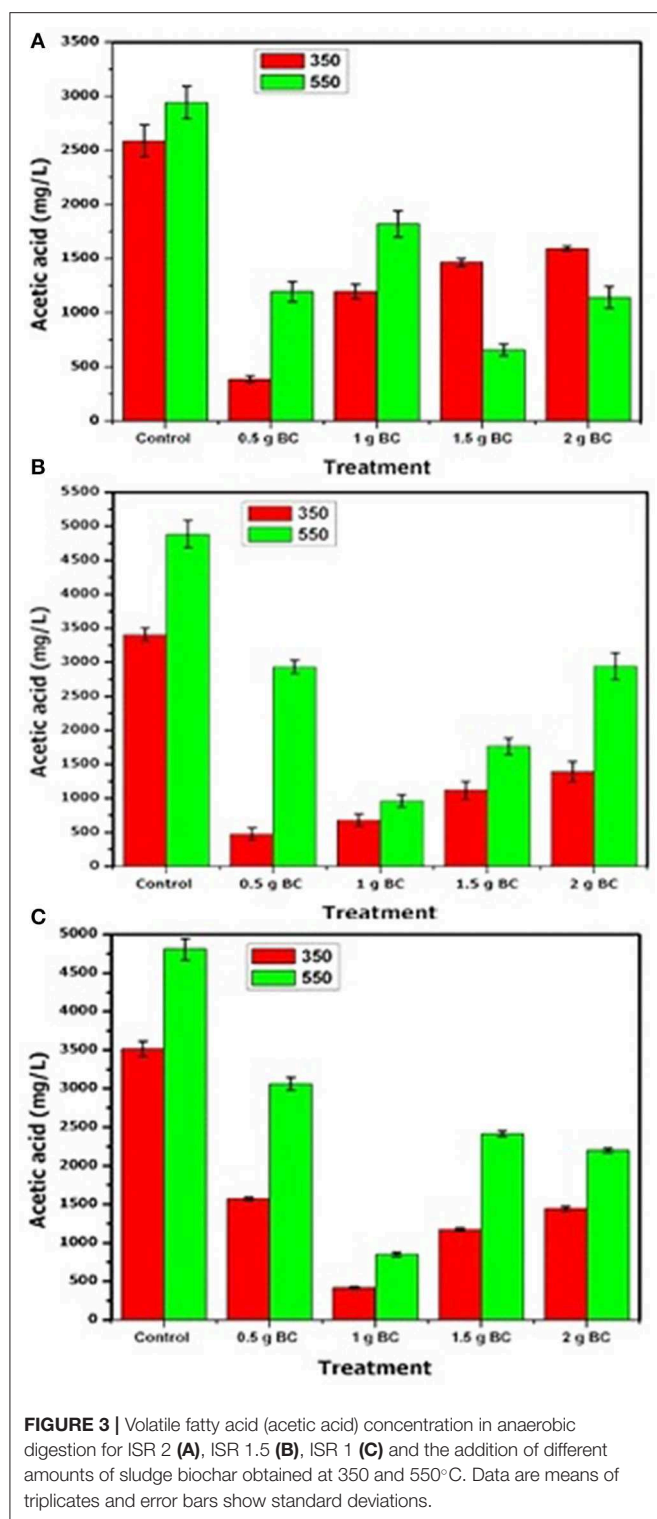 A
3500
3000
2500
2000
1500
1000
500
0
Acetic acid (mg/L)
350
550
Control
0.5 g BC
1 g BC
1.5 g BC
2 g BC
Treatment
B
5500
5000
4500
4000
3500
3000
2500
2000
1500
1000
500
0
Acetic acid (mg/L)
350
550
Control
0.5 g BC
1 g BC
1.5 g BC
2 g BC
Treatment
C
5000
4500
4000
3500
3000
2500
2000
1500
1000
500
0
Acetic acid (mg/L)
350
550
Control
0.5 g BC
1 g BC
1.5 g BC
2 g BC
Treatment
FIGURE 3 | Volatile fatty acid (acetic acid) concentration in anaerobic
digestion for ISR 2 (A), ISR 1.5 (B), ISR 1 (C) and the addition of different
amounts of sludge biochar obtained at 350 and 550°C. Data are means of
triplicates and error bars show standard deviations.